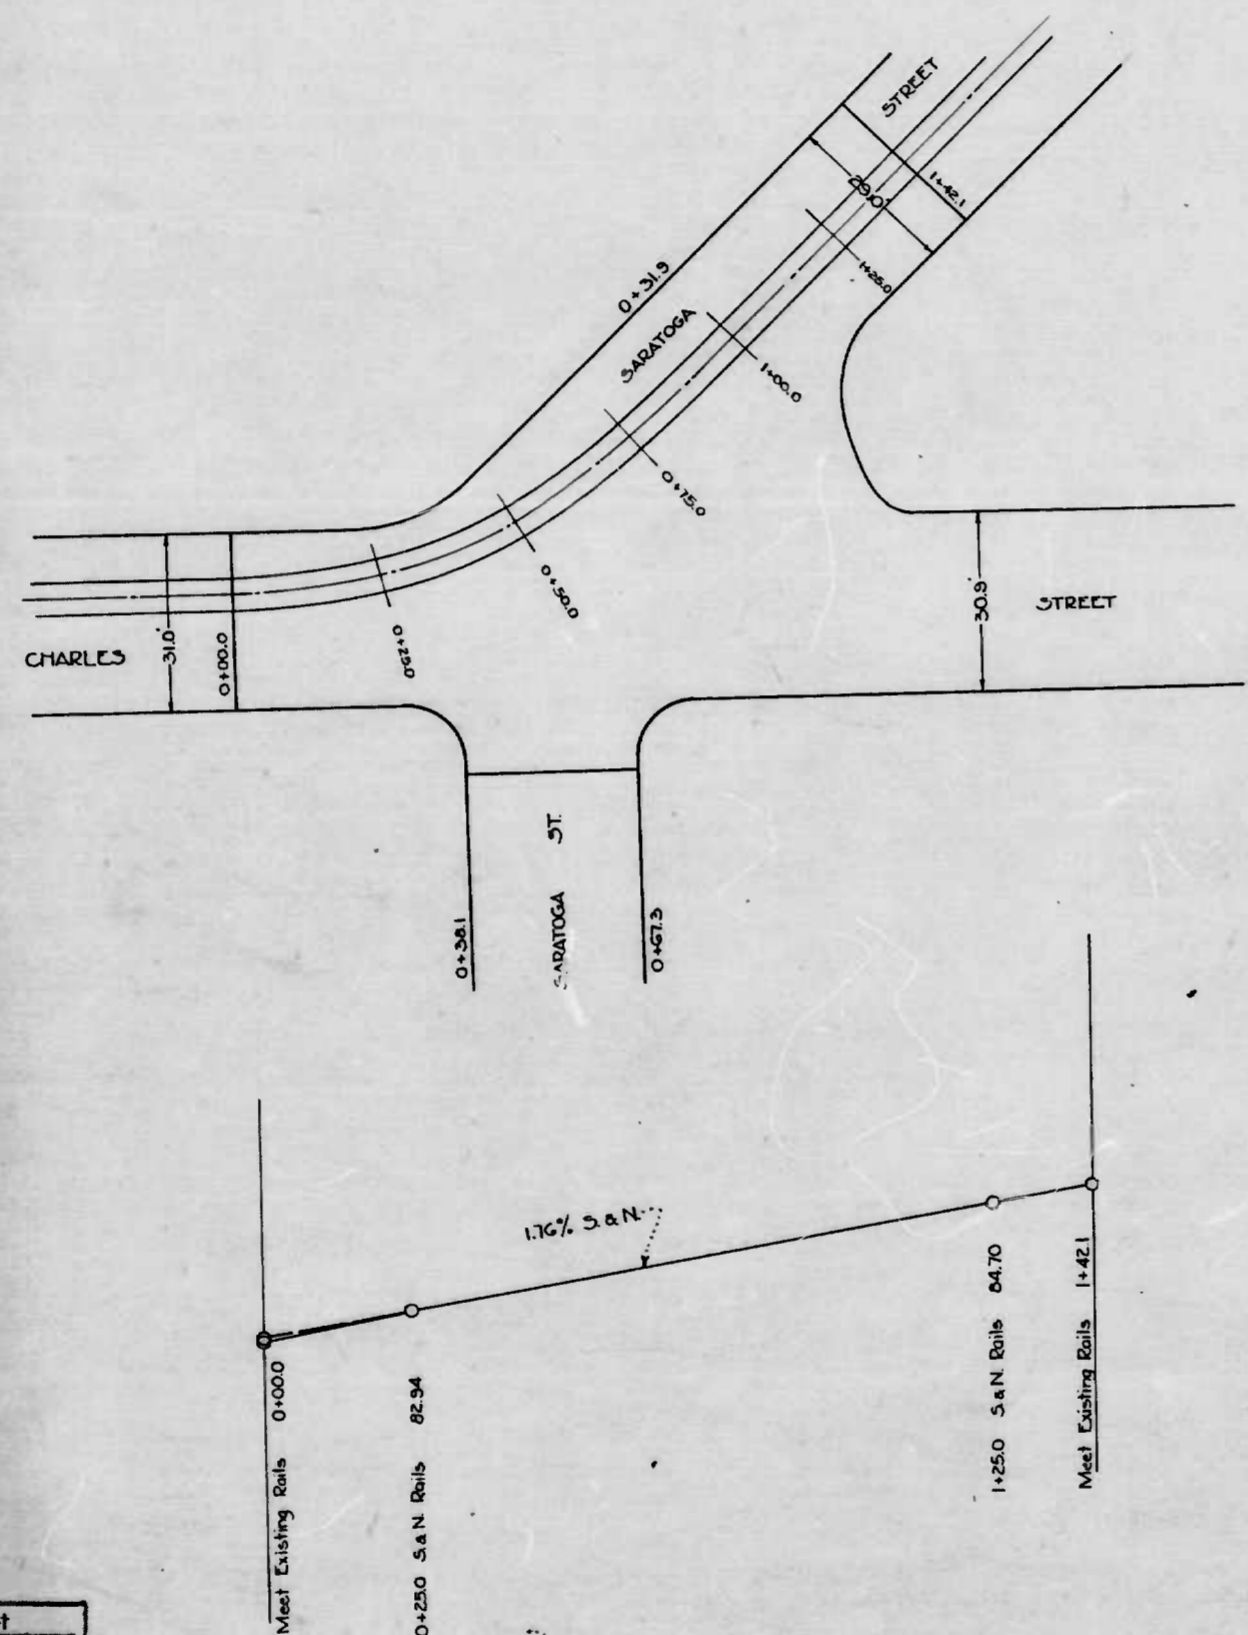 STREET
29.0'
1+42.1
1+25.0
0+31.9
SARATOGA
1+00.0
0+75.0
0+50.0
0+25.0
CHARLES
31.0'
0+00.0
30.9'
STREET
SARATOGA ST.
0+38.1
0+67.3
1.76% S. & N.
Meet Existing Rails 0+00.0
0+25.0 S. & N. Rails 82.94
1+25.0 S. & N. Rails 84.70
Meet Existing Rails 1+42.1